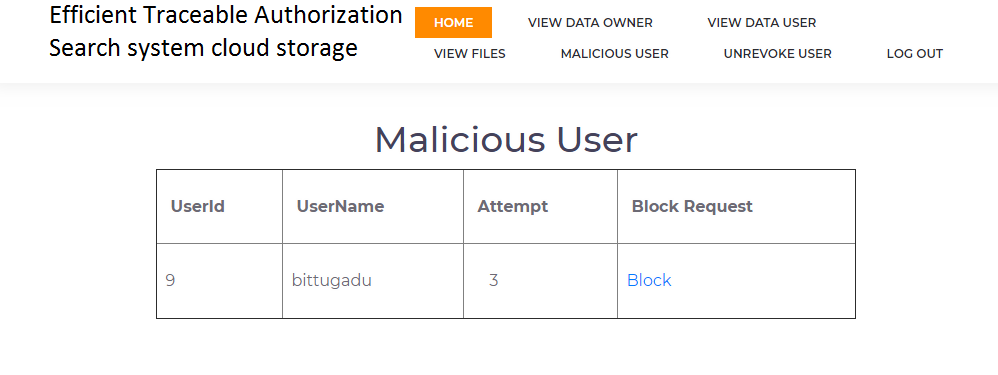 Efficient Traceable Authorization
Search system cloud storage
HOME VIEW DATA OWNER VIEW DATA USER
VIEW FILES MALICIOUS USER UNREVOKE USER LOG OUT
Malicious User
UserId UserName Attempt Block Request
9 bittugadu 3 Block